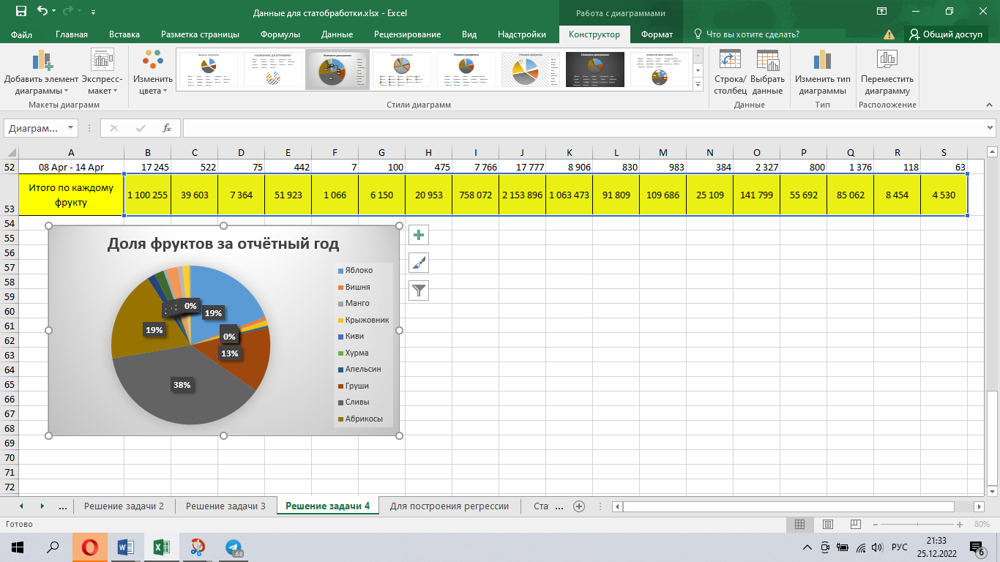 Данные для статобработки.xlsx - Excel
Работа с диаграммами
Файл Главная Вставка Разметка страницы Формулы Данные Рецензирование Вид Надстройки Конструктор Формат Что вы хотите сделать? Общий доступ
Добавить элемент диаграммы
Экспресс-макет
Изменить цвета
Строка/столбец
Выбрать данные
Изменить тип диаграммы
Переместить диаграмму
Макеты диаграмм Стили диаграмм Данные Тип Расположение
Диаграм... fx
A B C D E F G H I J K L M N O P Q R S
52 08 Apr - 14 Apr 17 245 522 75 442 7 100 475 7 766 17 777 8 906 830 983 384 2 327 800 1 376 118 63
53 Итого по каждому фрукту 1 100 255 39 603 7 364 51 923 1 066 6 150 20 953 758 072 2 153 896 1 063 473 91 809 109 686 25 109 141 799 55 692 85 062 8 454 4 530
54
55
56
57
58
59
60
61
62
63
64
65
66
67
68
69
70
71
72
Доля фруктов за отчётный год
0%
19%
19%
0%
13%
38%
Яблоко
Вишня
Манго
Крыжовник
Киви
Хурма
Апельсин
Груши
Сливы
Абрикосы
... Решение задачи 2 Решение задачи 3 Решение задачи 4 Для построения регрессии Ста ...
Готово 80%
.68 РУС 21:33
25.12.2022 6